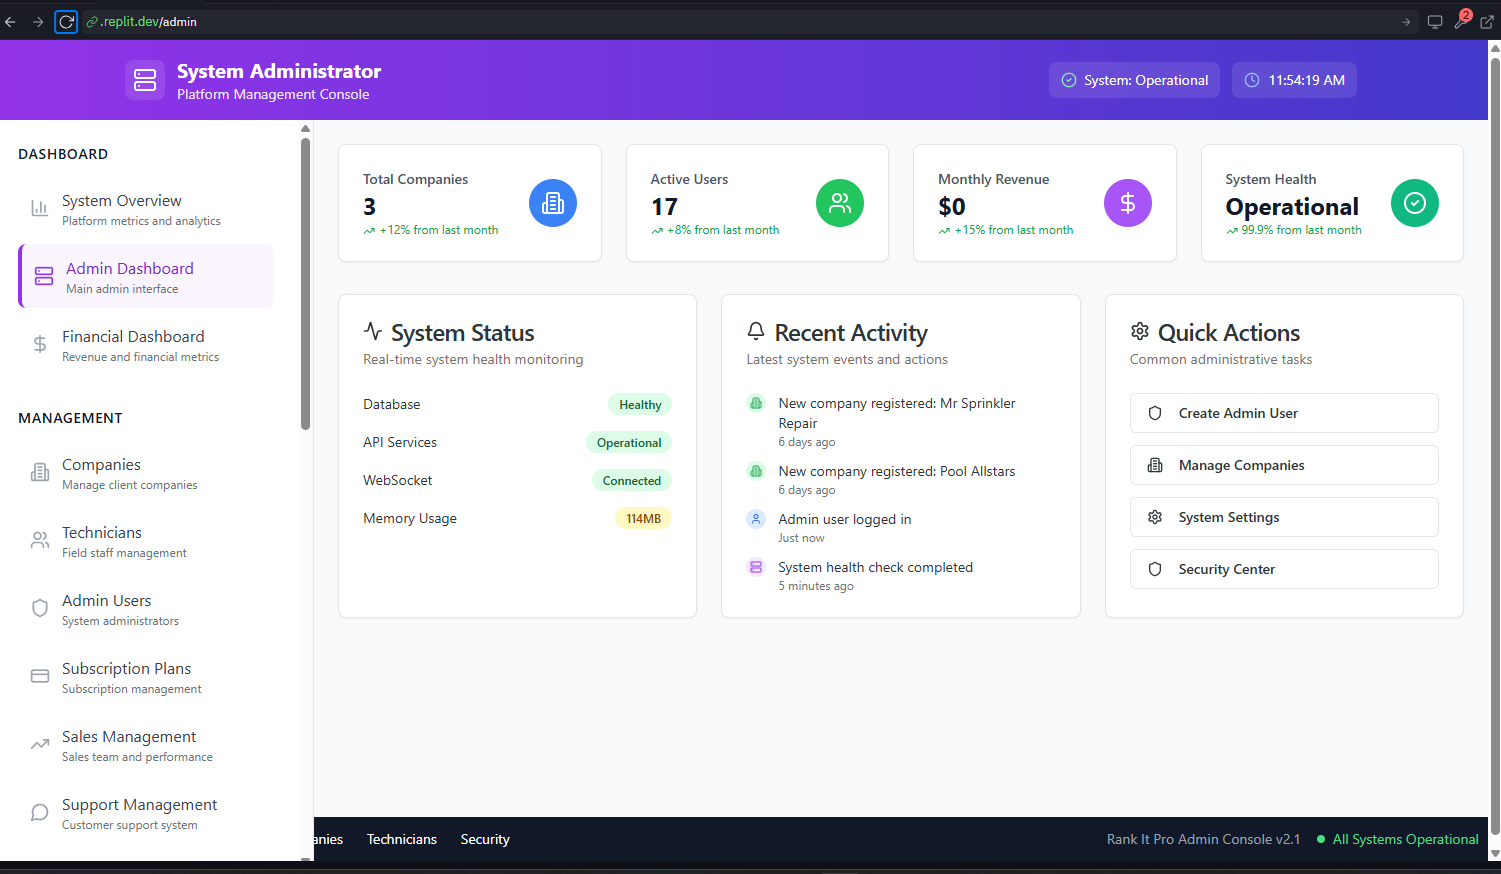 .replit.dev/admin
2
System Administrator
Platform Management Console
System: Operational
11:54:19 AM
DASHBOARD
System Overview
Platform metrics and analytics
Admin Dashboard
Main admin interface
Financial Dashboard
Revenue and financial metrics
MANAGEMENT
Companies
Manage client companies
Technicians
Field staff management
Admin Users
System administrators
Subscription Plans
Subscription management
Sales Management
Sales team and performance
Support Management
Customer support system
Total Companies
3
+12% from last month
Active Users
17
+8% from last month
Monthly Revenue
$0
+15% from last month
System Health
Operational
99.9% from last month
System Status
Real-time system health monitoring
Database Healthy
API Services Operational
WebSocket Connected
Memory Usage 114MB
Recent Activity
Latest system events and actions
New company registered: Mr Sprinkler
Repair
6 days ago
New company registered: Pool Allstars
6 days ago
Admin user logged in
Just now
System health check completed
5 minutes ago
Quick Actions
Common administrative tasks
Create Admin User
Manage Companies
System Settings
Security Center
anies Technicians Security
Rank It Pro Admin Console v2.1
All Systems Operational